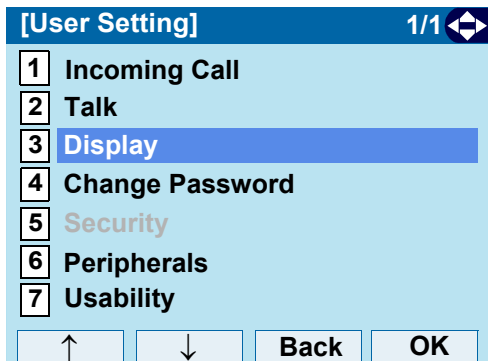 [User Setting] 1/1
1 Incoming Call
2 Talk
3 Display
4 Change Password
5 Security
6 Peripherals
7 Usability
↑ ↓ Back OK